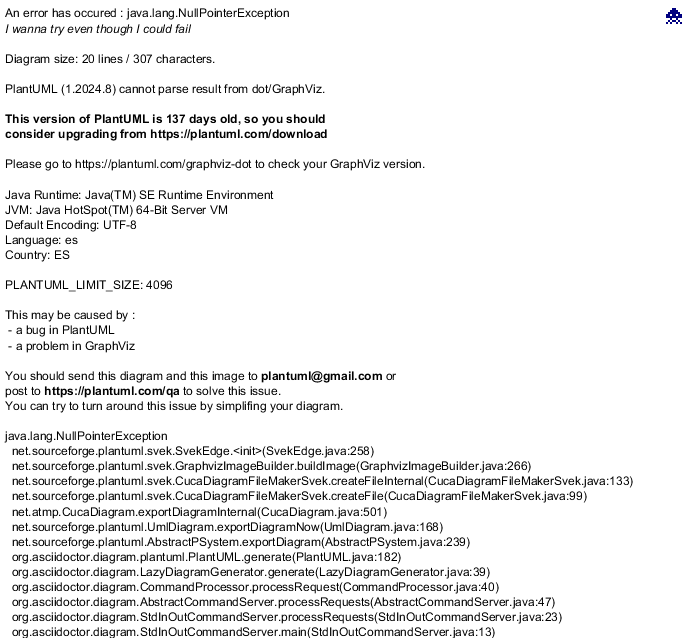 An error has occured : java.lang.NullPointerException
I wanna try even though I could fail
Diagram size: 20 lines / 307 characters.
PlantUML (1.2024.8) cannot parse result from dot/GraphViz.
This version of PlantUML is 137 days old, so you should
consider upgrading from https://plantuml.com/download
Please go to https://plantuml.com/graphviz-dot to check your GraphViz version.
Java Runtime: Java(TM) SE Runtime Environment
JVM: Java HotSpot(TM) 64-Bit Server VM
Default Encoding: UTF-8
Language: es
Country: ES
PLANTUML_LIMIT_SIZE: 4096
This may be caused by :
- a bug in PlantUML
- a problem in GraphViz
You should send this diagram and this image to plantuml@gmail.com or
post to https://plantuml.com/qa to solve this issue.
You can try to turn around this issue by simplifing your diagram.
java.lang.NullPointerException
net.sourceforge.plantuml.svek.SvekEdge.<init>(SvekEdge.java:258)
net.sourceforge.plantuml.svek.GraphvizImageBuilder.buildImage(GraphvizImageBuilder.java:266)
net.sourceforge.plantuml.svek.CucaDiagramFileMakerSvek.createFileInternal(CucaDiagramFileMakerSvek.java:133)
net.sourceforge.plantuml.svek.CucaDiagramFileMakerSvek.createFile(CucaDiagramFileMakerSvek.java:99)
net.atmp.CucaDiagram.exportDiagramInternal(CucaDiagram.java:501)
net.sourceforge.plantuml.UmlDiagram.exportDiagramNow(UmlDiagram.java:168)
net.sourceforge.plantuml.AbstractPSystem.exportDiagram(AbstractPSystem.java:239)
org.asciidoctor.diagram.plantuml.PlantUML.generate(PlantUML.java:182)
org.asciidoctor.diagram.LazyDiagramGenerator.generate(LazyDiagramGenerator.java:39)
org.asciidoctor.diagram.CommandProcessor.processRequest(CommandProcessor.java:40)
org.asciidoctor.diagram.AbstractCommandServer.processRequests(AbstractCommandServer.java:47)
org.asciidoctor.diagram.StdInOutCommandServer.processRequests(StdInOutCommandServer.java:23)
org.asciidoctor.diagram.StdInOutCommandServer.main(StdInOutCommandServer.java:13)